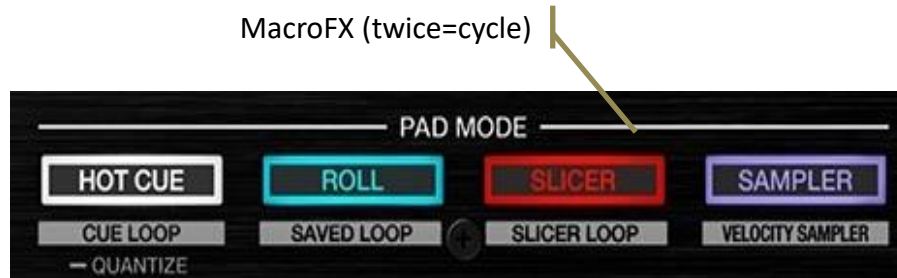 MacroFX (twice=cycle)
PAD MODE
HOT CUE ROLL SLICER SAMPLER
CUE LOOP SAVED LOOP SLICER LOOP VELOCITY SAMPLER
– QUANTIZE